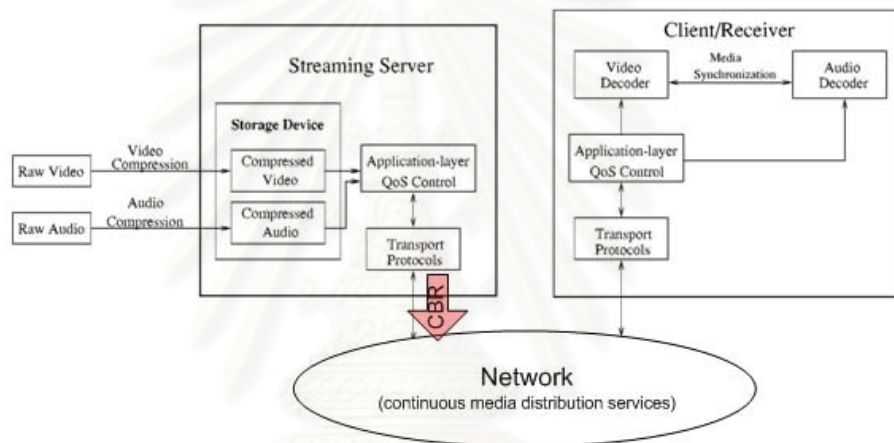 Streaming Server
Storage Device
Raw Video
Video
Compression
Compressed
Video
Application-layer
QoS Control
Raw Audio
Audio
Compression
Compressed
Audio
Transport
Protocols
CBR
Client/Receiver
Video
Decoder
Media
Synchronization
Audio
Decoder
Application-layer
QoS Control
Transport
Protocols
Network
(continuous media distribution services)